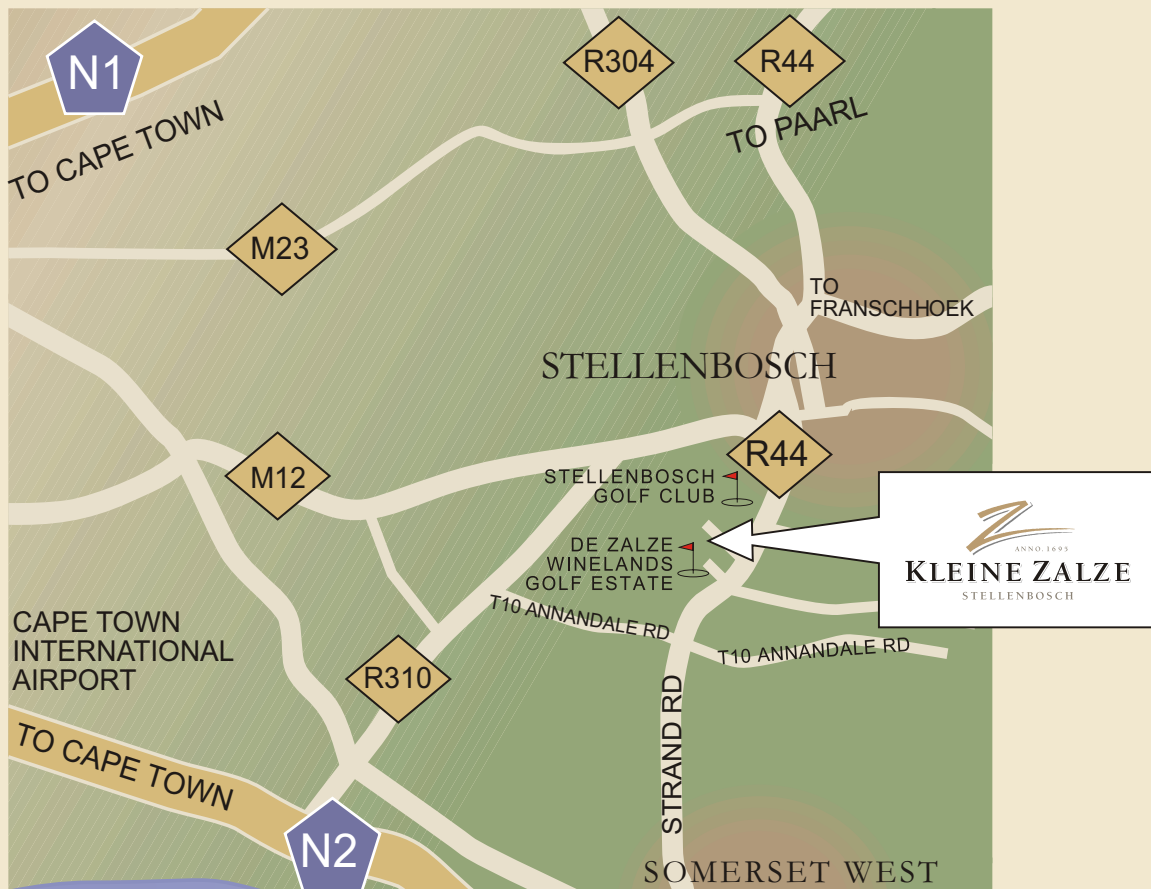 N1
R304
R44
TO CAPE TOWN
TO PAARL
M23
TO
FRANSCHHOEK
STELLENBOSCH
R44
M12
STELLENBOSCH
GOLF CLUB
DE ZALZE
WINELANDS
GOLF ESTATE
ANNO. 1695
KLEINE ZALZE
STELLENBOSCH
T10 ANNANDALE RD
T10 ANNANDALE RD
CAPE TOWN
INTERNATIONAL
AIRPORT
R310
STRAND RD
TO CAPE TOWN
N2
SOMERSET WEST